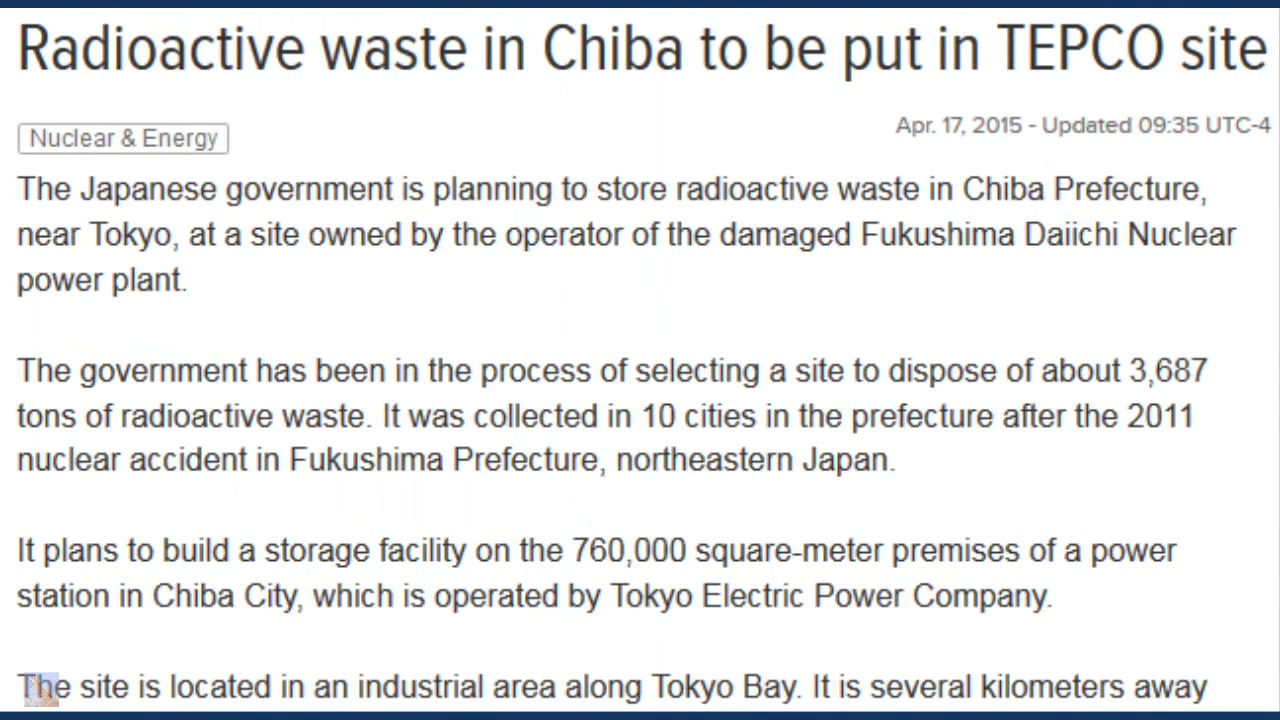 Radioactive waste in Chiba to be put in TEPCO site
Nuclear & Energy
Apr. 17, 2015 - Updated 09:35 UTC-4
The Japanese government is planning to store radioactive waste in Chiba Prefecture,
near Tokyo, at a site owned by the operator of the damaged Fukushima Daiichi Nuclear
power plant.
The government has been in the process of selecting a site to dispose of about 3,687
tons of radioactive waste. It was collected in 10 cities in the prefecture after the 2011
nuclear accident in Fukushima Prefecture, northeastern Japan.
It plans to build a storage facility on the 760,000 square-meter premises of a power
station in Chiba City, which is operated by Tokyo Electric Power Company.
The site is located in an industrial area along Tokyo Bay. It is several kilometers away